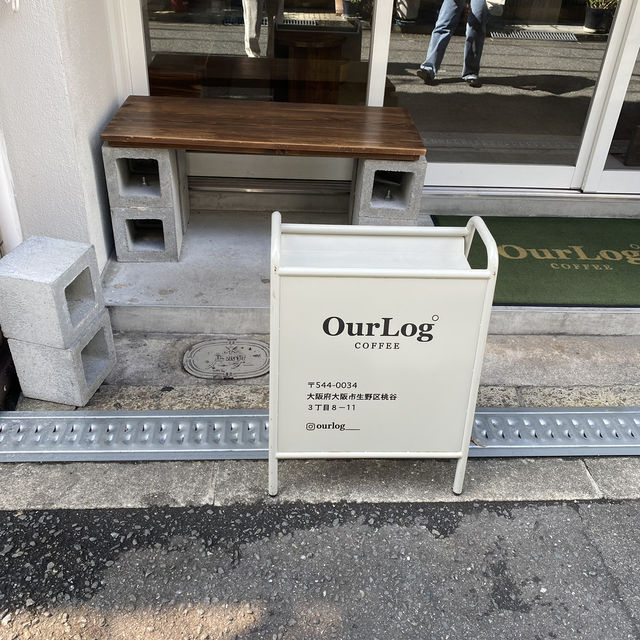 OurLog
COFFEE
〒544-0034
大阪府大阪市生野区桃谷
3丁目8-11
ourlog____
OurLog
COFFEE